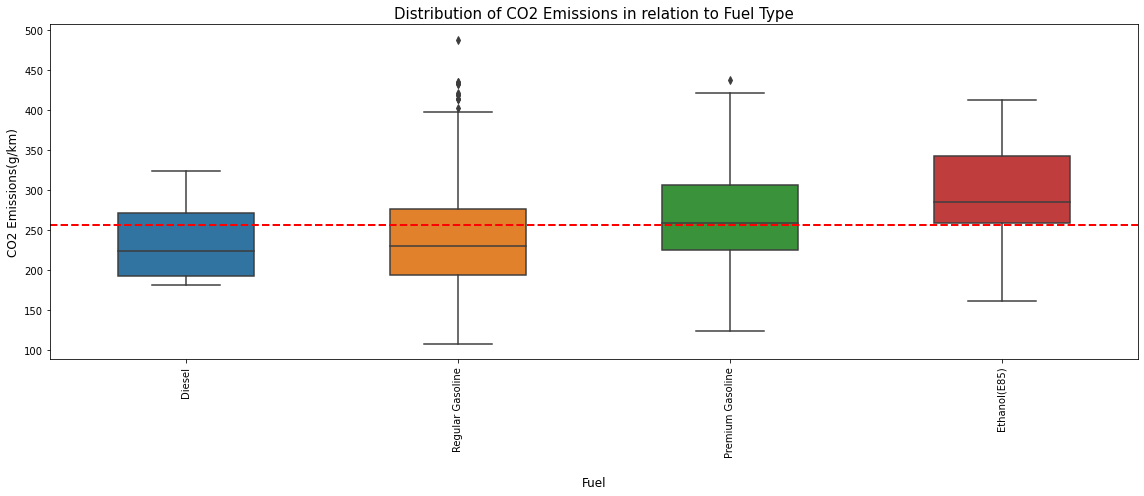 Distribution of CO2 Emissions in relation to Fuel Type
CO2 Emissions(g/km)
500
450
400
350
300
250
200
150
100
Diesel
Regular Gasoline
Premium Gasoline
Ethanol(E85)
Fuel